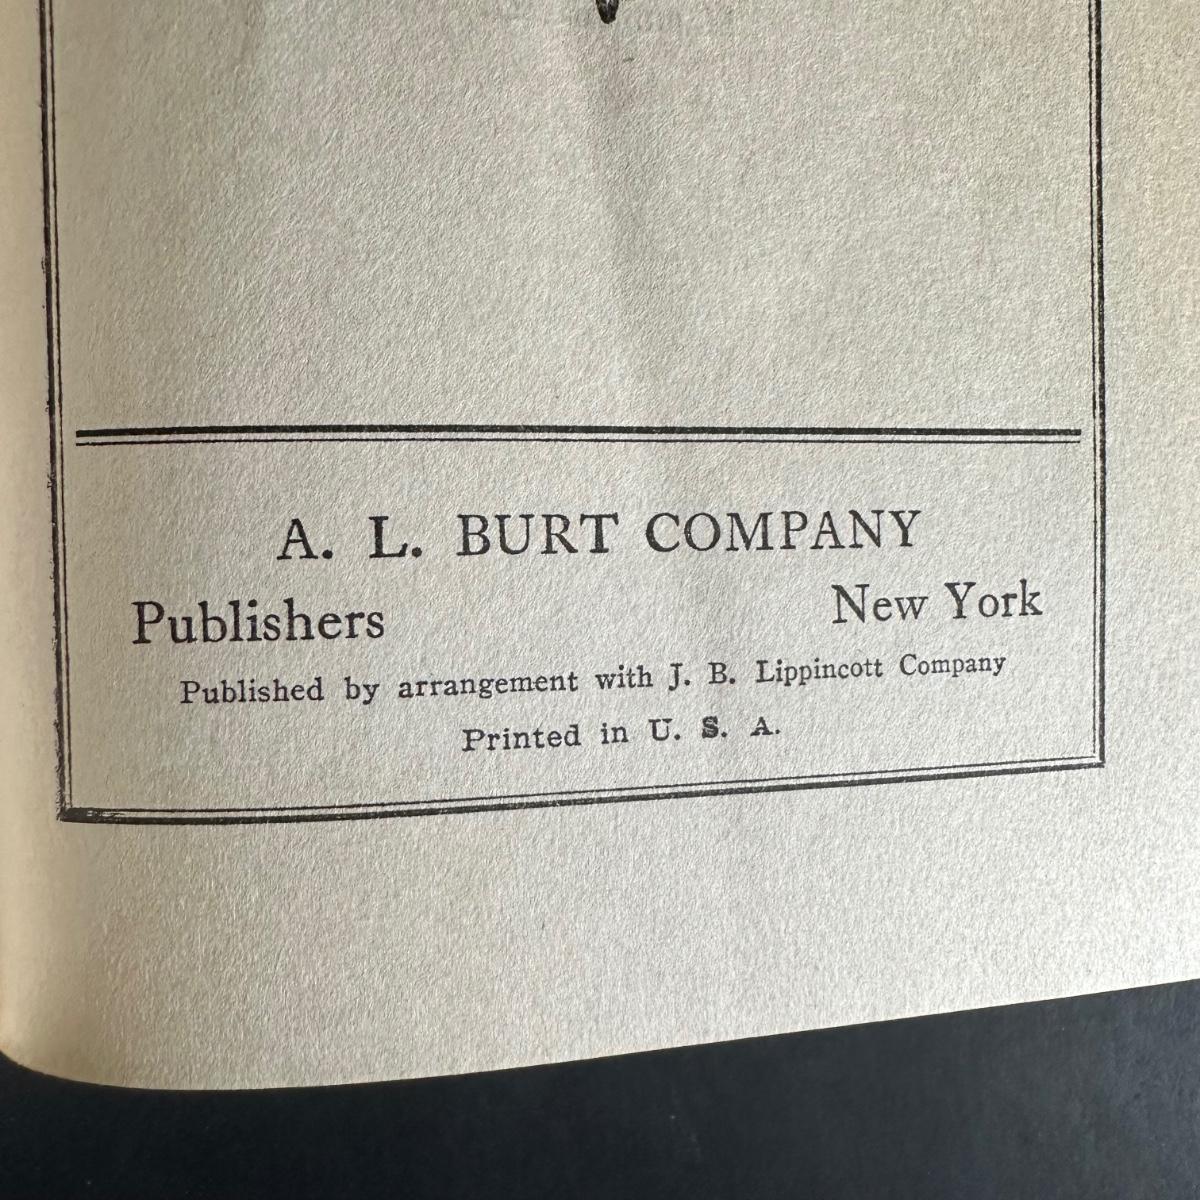 A. L. BURT COMPANY
Publishers New York
Published by arrangement with J. B. Lippincott Company
Printed in U. S. A.